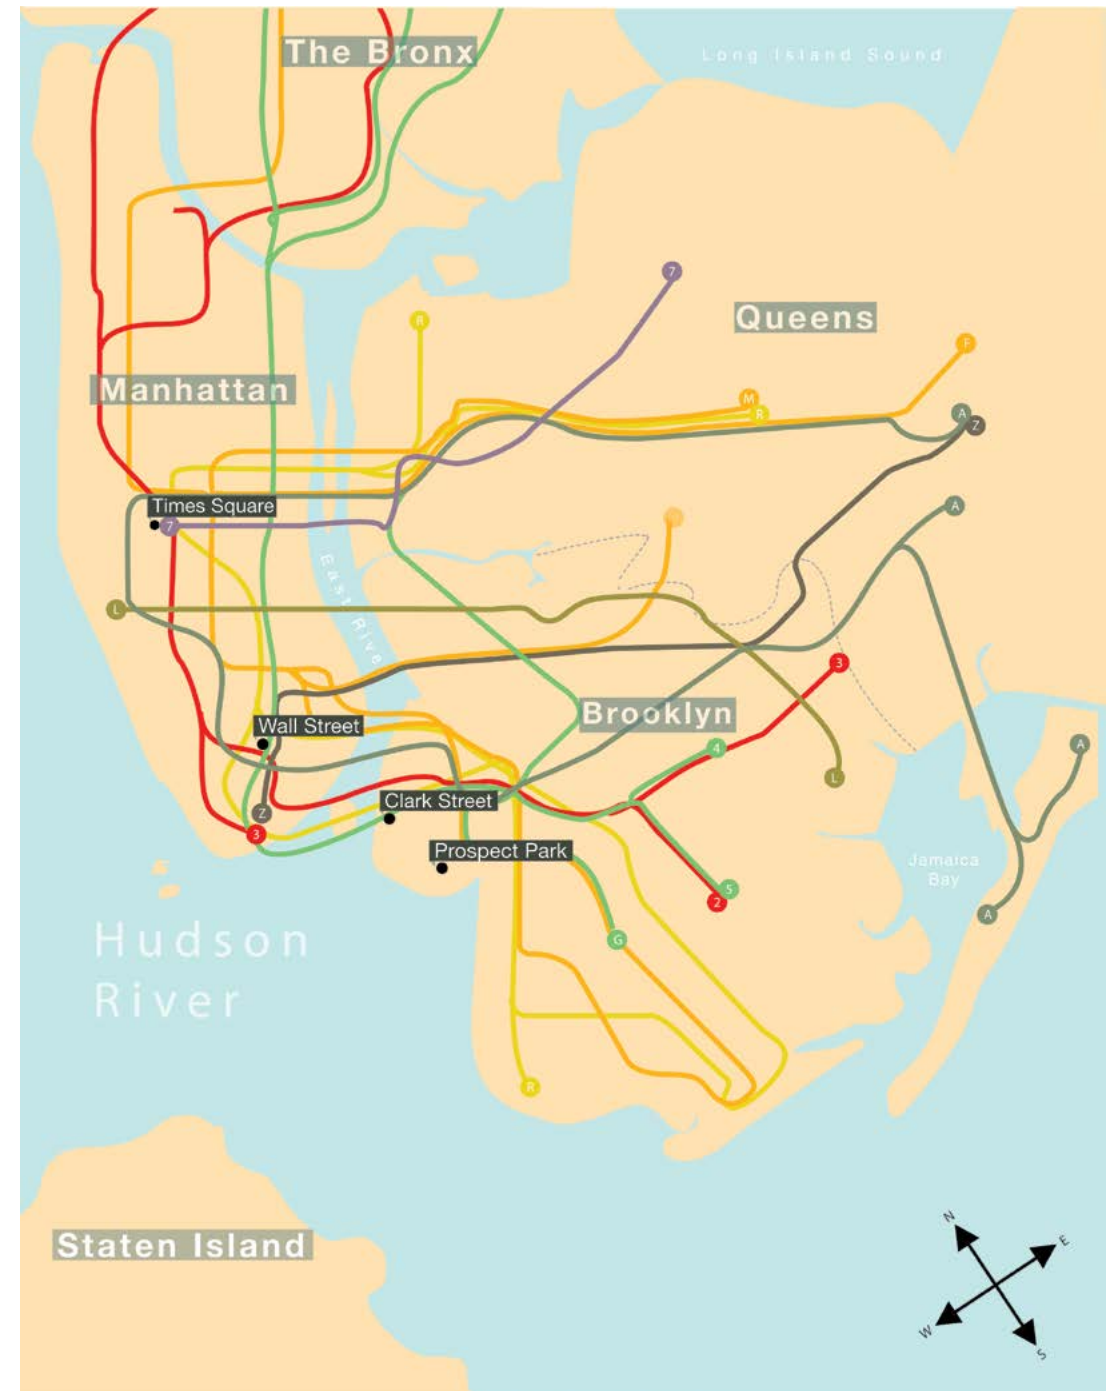 The Bronx
Long Island Sound
7
R
Queens
F
Manhattan
M
R
A
Z
Times Square
7
A
East River
L
3
Brooklyn
Wall Street
4
A
L
Clark Street
Z
3
Prospect Park
Jamaica
Bay
5
2
A
G
Hudson
River
R
Staten Island
N
E
W
S